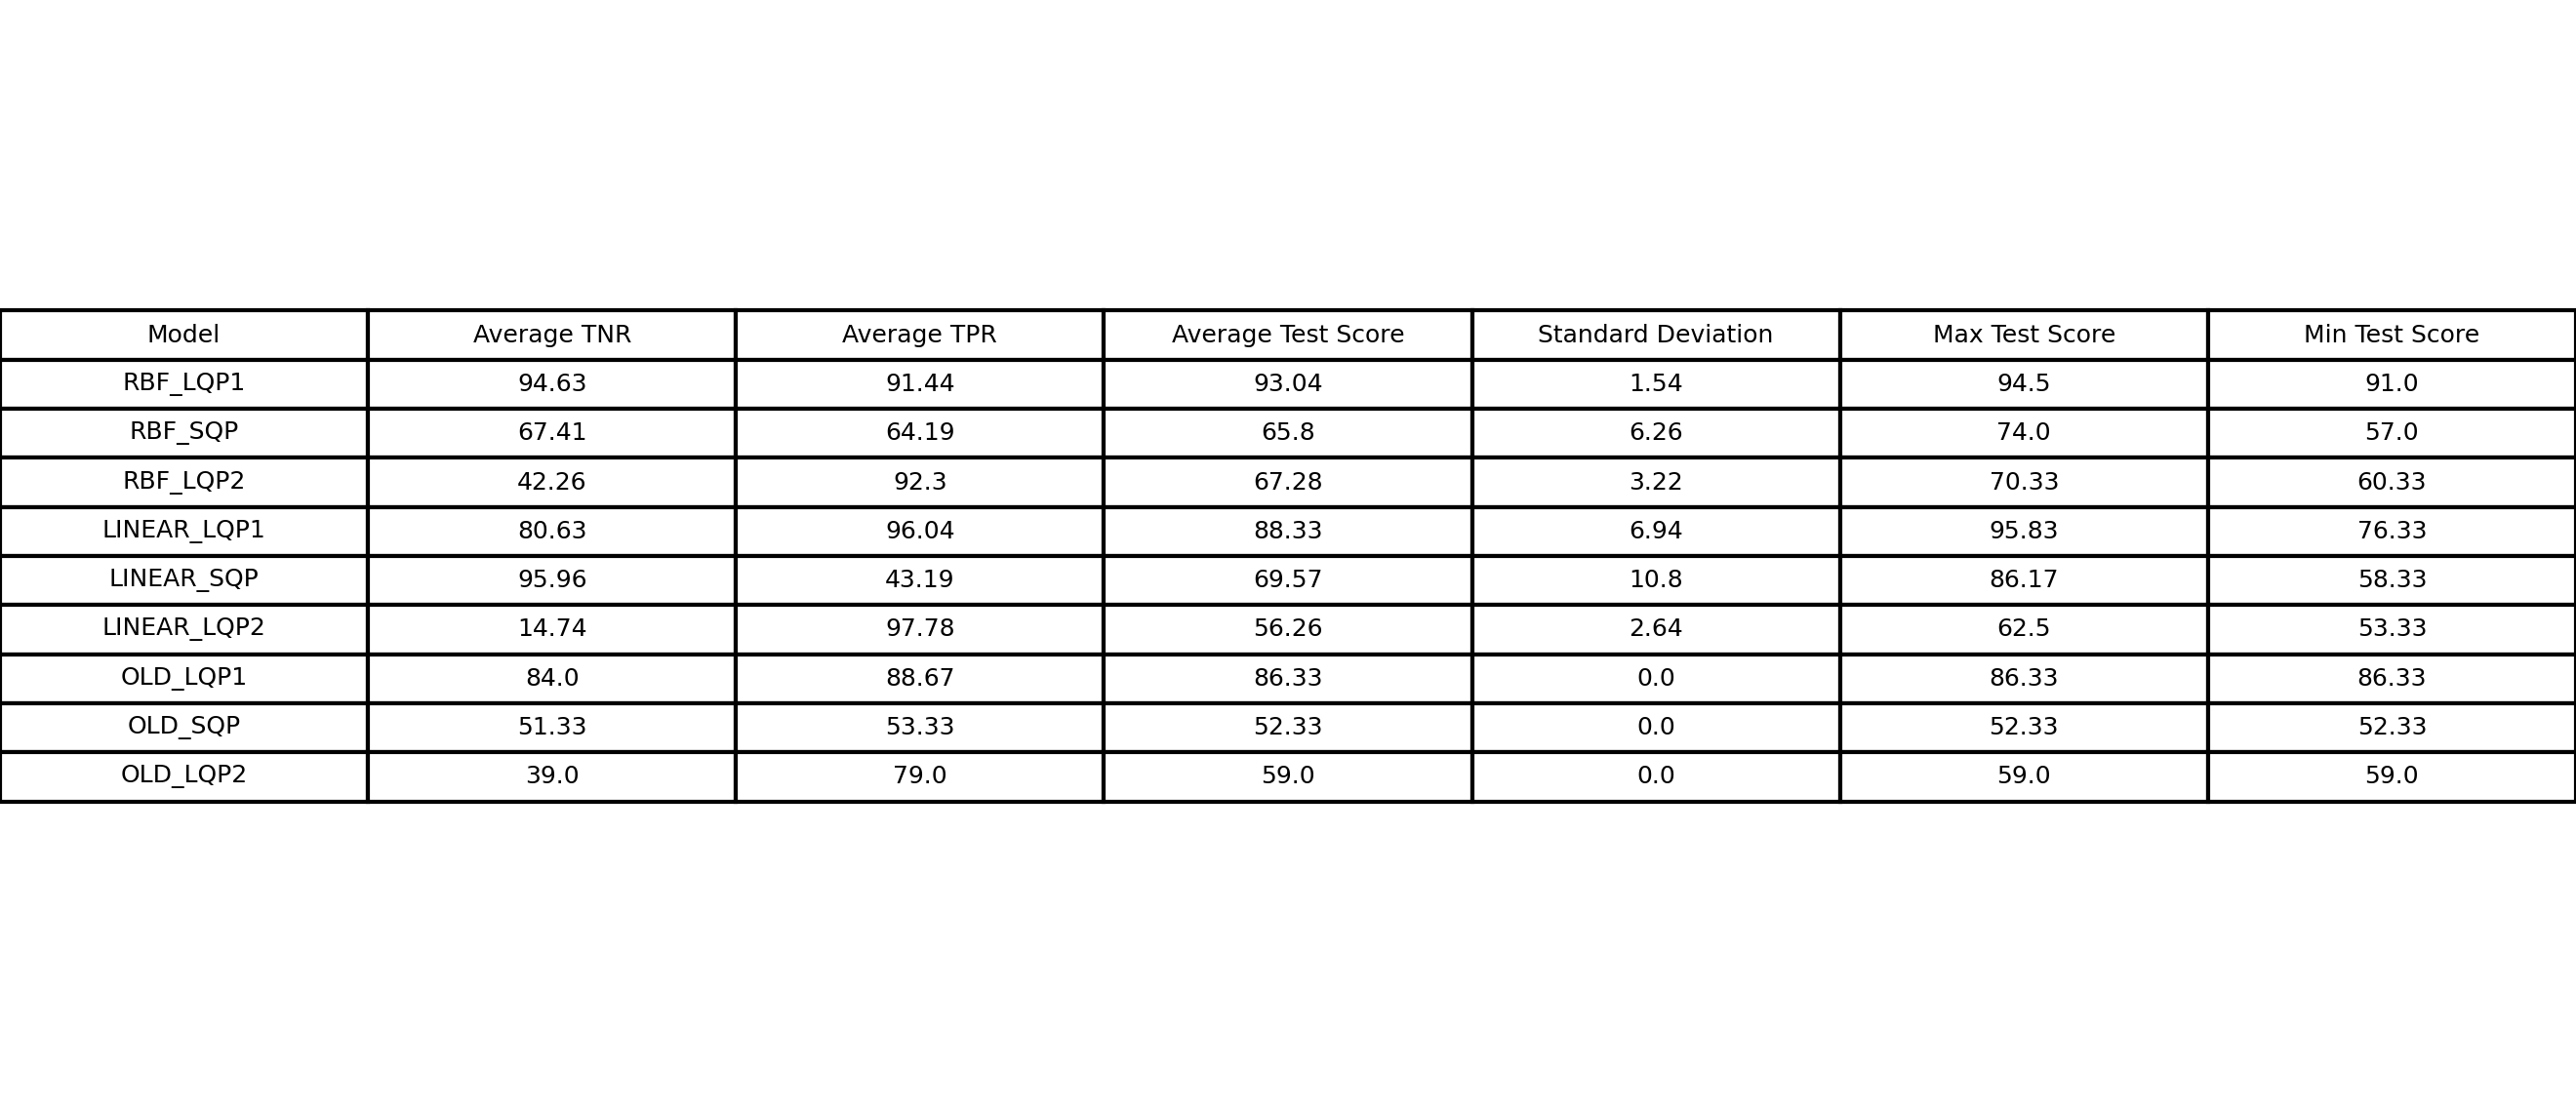 Model Average TNR Average TPR Average Test Score Standard Deviation Max Test Score Min Test Score
RBF_LQP1 94.63 91.44 93.04 1.54 94.5 91.0
RBF_SQP 67.41 64.19 65.8 6.26 74.0 57.0
RBF_LQP2 42.26 92.3 67.28 3.22 70.33 60.33
LINEAR_LQP1 80.63 96.04 88.33 6.94 95.83 76.33
LINEAR_SQP 95.96 43.19 69.57 10.8 86.17 58.33
LINEAR_LQP2 14.74 97.78 56.26 2.64 62.5 53.33
OLD_LQP1 84.0 88.67 86.33 0.0 86.33 86.33
OLD_SQP 51.33 53.33 52.33 0.0 52.33 52.33
OLD_LQP2 39.0 79.0 59.0 0.0 59.0 59.0